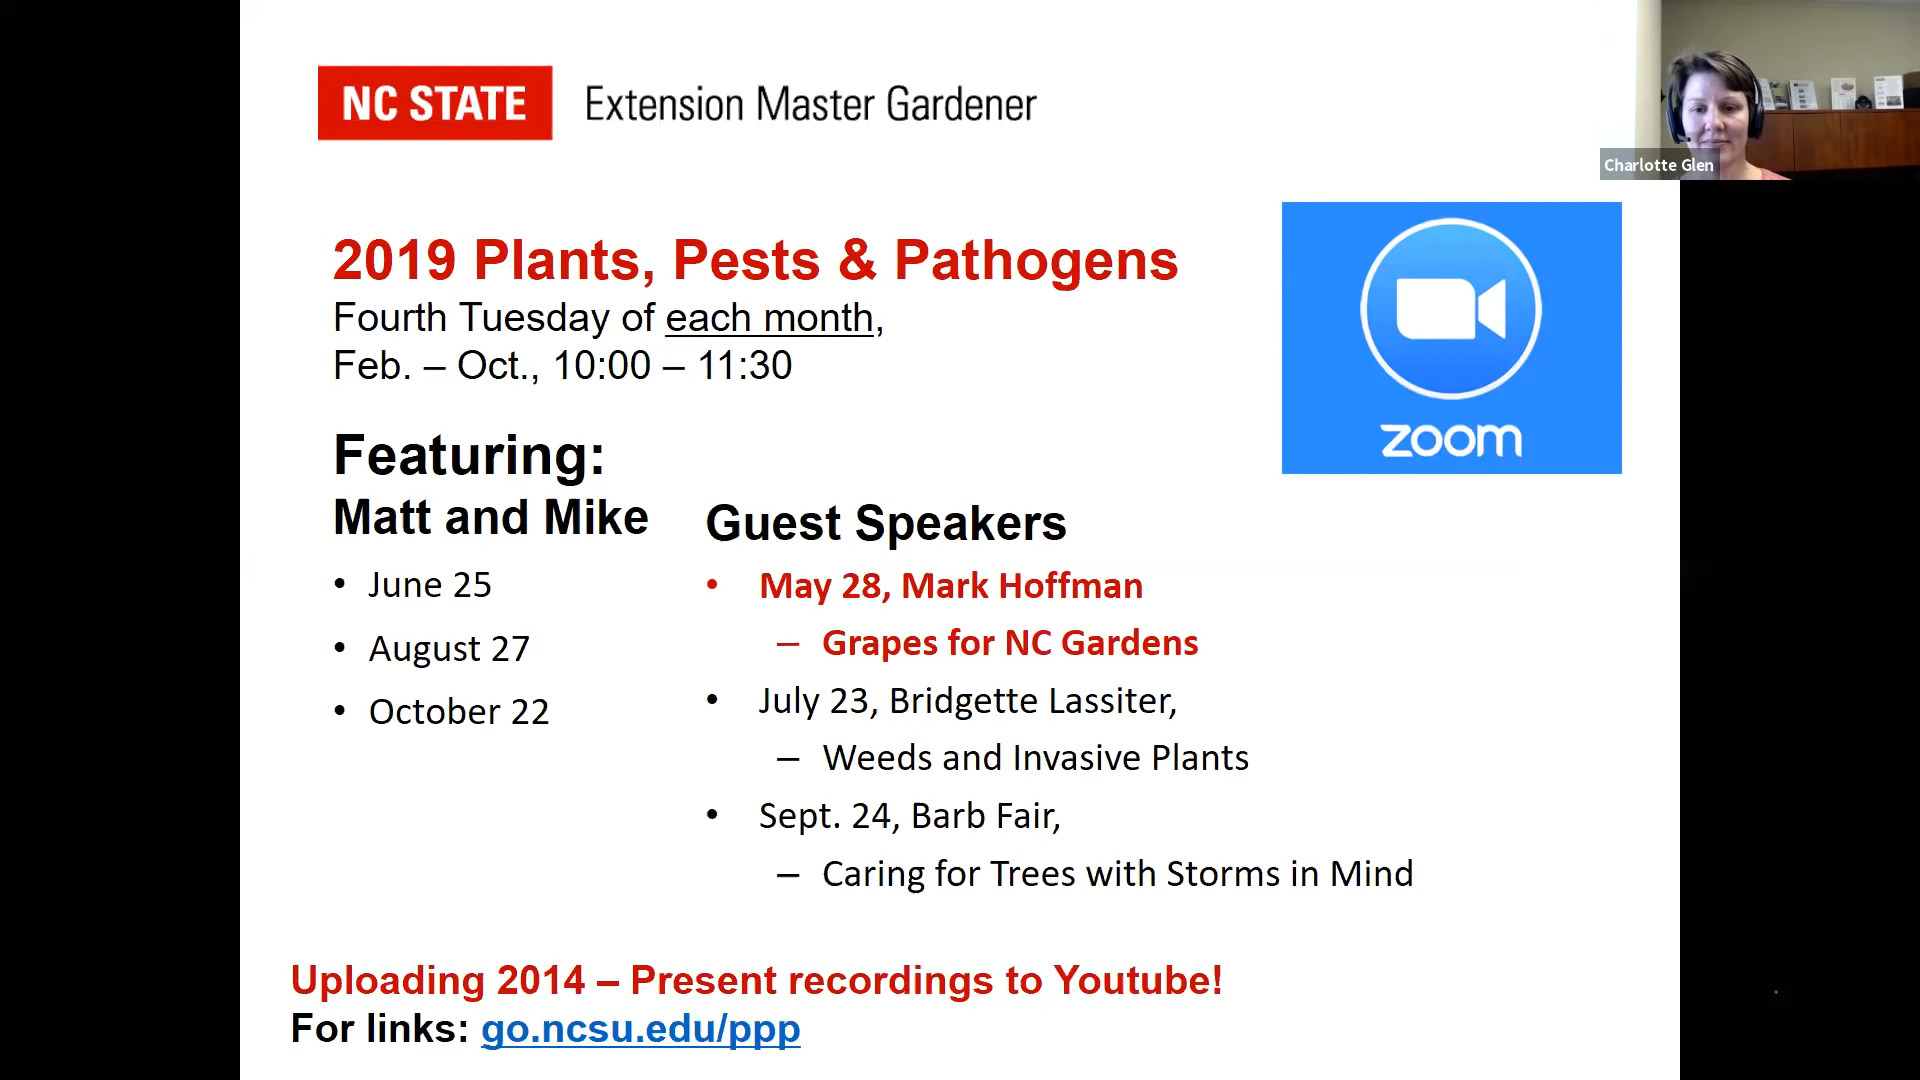 NC STATE Extension Master Gardener
Charlotte Glen
2019 Plants, Pests & Pathogens
Fourth Tuesday of each month,
Feb. – Oct., 10:00 – 11:30
zoom
Featuring:
Matt and Mike
• June 25
• August 27
• October 22
Guest Speakers
• May 28, Mark Hoffman
– Grapes for NC Gardens
• July 23, Bridgette Lassiter,
– Weeds and Invasive Plants
• Sept. 24, Barb Fair,
– Caring for Trees with Storms in Mind
Uploading 2014 – Present recordings to Youtube!
For links: go.ncsu.edu/ppp